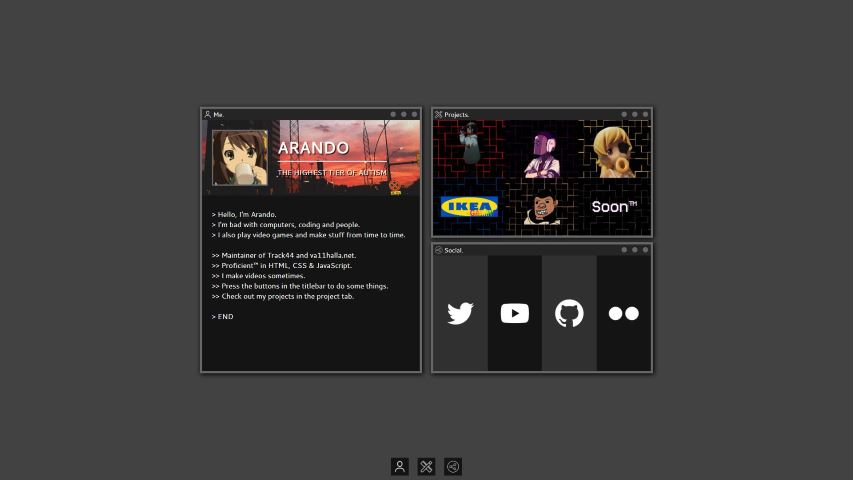 Me.
ARANDO
THE HIGHEST TIER OF AUTISM
> Hello, I'm Arando.
> I'm bad with computers, coding and people.
> I also play video games and make stuff from time to time.
>> Maintainer of Track44 and va11halla.net.
>> Proficient™ in HTML, CSS & JavaScript.
>> I make videos sometimes.
>> Press the buttons in the titlebar to do some things.
>> Check out my projects in the project tab.
> END
Projects.
IKEA
Soon™
Social.